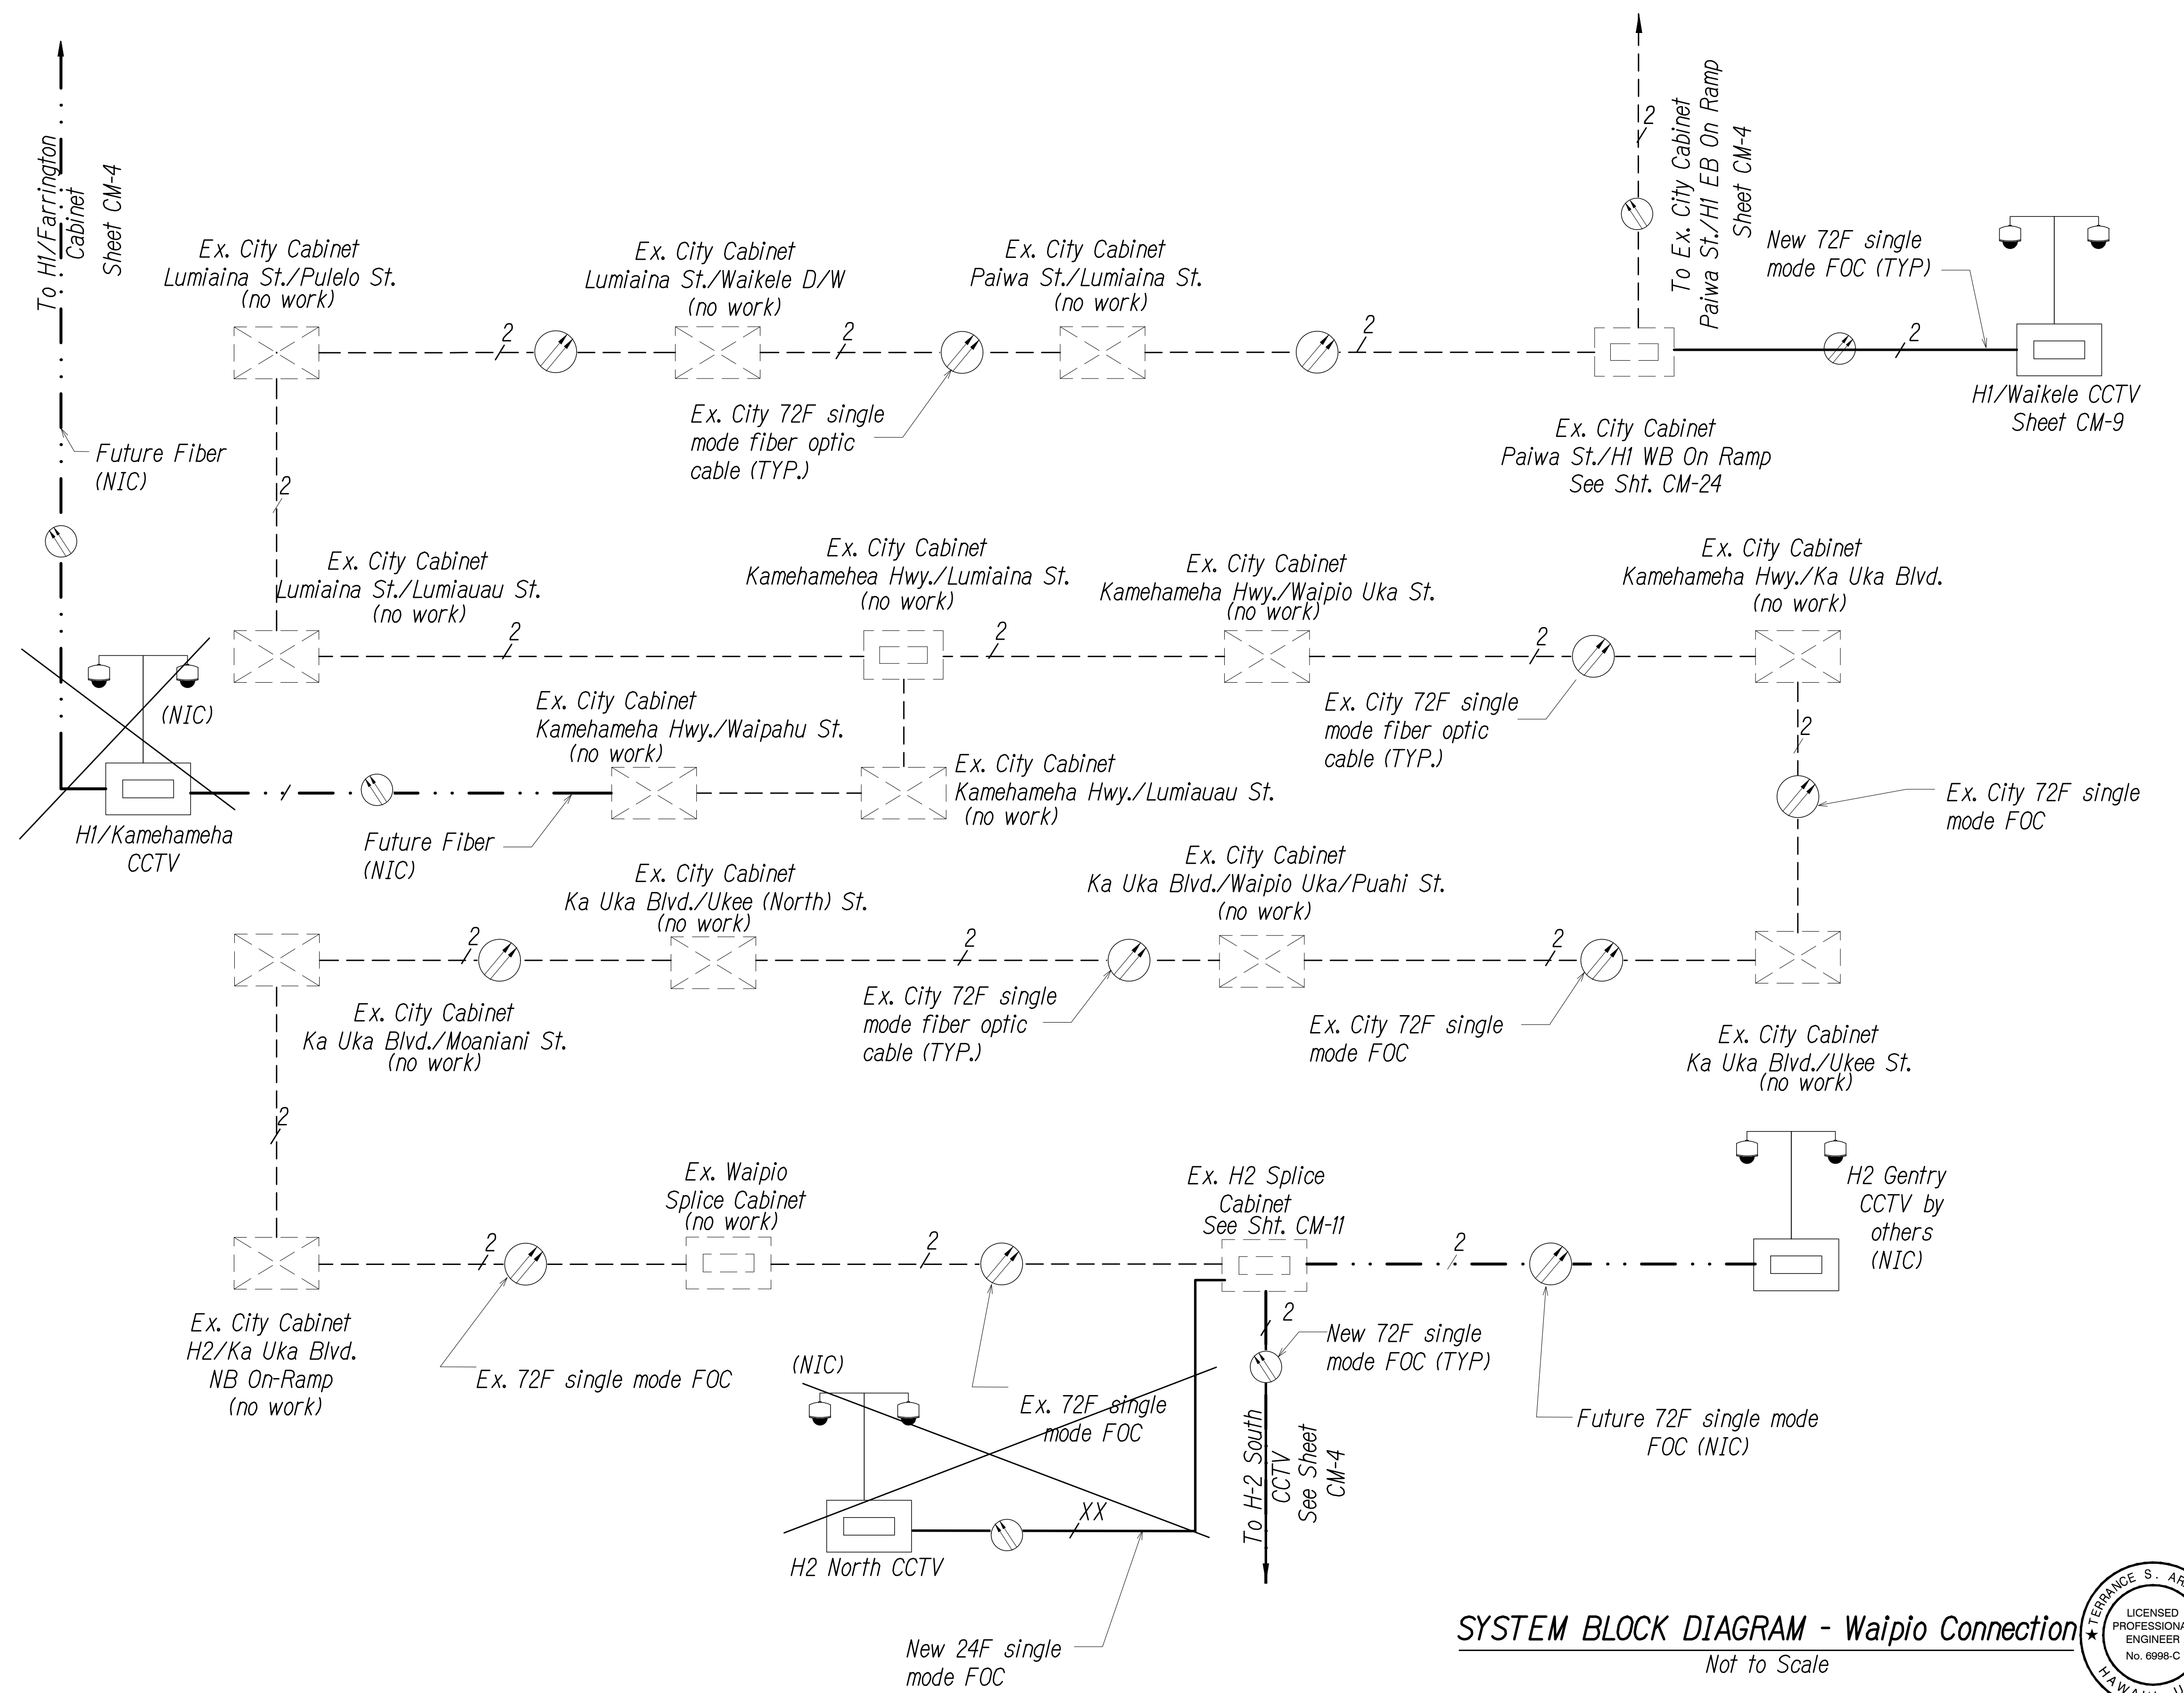 To H1/Farrington
Cabinet
Sheet CM-4
Ex. City Cabinet
Lumiaina St./Pulelo St.
(no work)
Ex. City Cabinet
Lumiaina St./Waikele D/W
(no work)
Ex. City Cabinet
Paiwa St./Lumiaina St.
(no work)
2
To Ex. City Cabinet
Paiwa St./H1 EB On Ramp
Sheet CM-4
New 72F single
mode FOC (TYP)
2
2
2
2
H1/Waikele CCTV
Sheet CM-9
Ex. City 72F single
mode fiber optic
cable (TYP.)
Ex. City Cabinet
Paiwa St./H1 WB On Ramp
See Sht. CM-24
Future Fiber
(NIC)
2
Ex. City Cabinet
Lumiaina St./Lumiauau St.
(no work)
Ex. City Cabinet
Kamehamehea Hwy./Lumiaina St.
(no work)
Ex. City Cabinet
Kamehameha Hwy./Waipio Uka St.
(no work)
Ex. City Cabinet
Kamehameha Hwy./Ka Uka Blvd.
(no work)
2
2
2
(NIC)
Ex. City Cabinet
Kamehameha Hwy./Waipahu St.
(no work)
Ex. City 72F single
mode fiber optic
cable (TYP.)
2
Ex. City Cabinet
Kamehameha Hwy./Lumiauau St.
(no work)
Ex. City 72F single
mode FOC
H1/Kamehameha
CCTV
Future Fiber
(NIC)
Ex. City Cabinet
Ka Uka Blvd./Ukee (North) St.
(no work)
Ex. City Cabinet
Ka Uka Blvd./Waipio Uka/Puahi St.
(no work)
2
2
2
Ex. City Cabinet
Ka Uka Blvd./Moaniani St.
(no work)
Ex. City 72F single
mode fiber optic
cable (TYP.)
Ex. City 72F single
mode FOC
Ex. City Cabinet
Ka Uka Blvd./Ukee St.
(no work)
2
Ex. Waipio
Splice Cabinet
(no work)
Ex. H2 Splice
Cabinet
See Sht. CM-11
H2 Gentry
CCTV by
others
(NIC)
2
2
2
Ex. City Cabinet
H2/Ka Uka Blvd.
NB On-Ramp
(no work)
Ex. 72F single mode FOC
(NIC)
Ex. 72F single
mode FOC
2
New 72F single
mode FOC (TYP)
To H-2 South
CCTV
See Sheet
CM-4
Future 72F single mode
FOC (NIC)
XX
H2 North CCTV
New 24F single
mode FOC
SYSTEM BLOCK DIAGRAM - Waipio Connection
Not to Scale
TERRANCE S.
LICENSED
ENGINEER
No. 6998-C